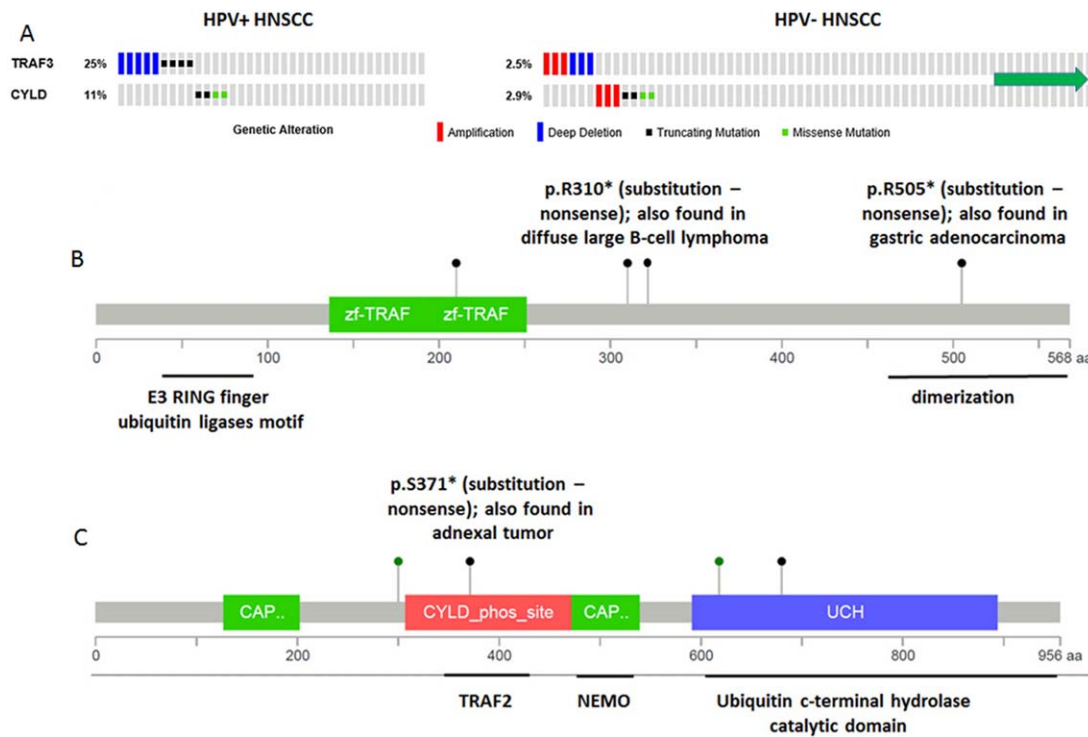 A
HPV+ HNSCC
HPV- HNSCC
TRAF3 25% 2.5%
CYLD 11% 2.9%
Genetic Alteration Amplification Deep Deletion Truncating Mutation Missense Mutation
B
p.R310* (substitution –
nonsense); also found in
diffuse large B-cell lymphoma
p.R505* (substitution –
nonsense); also found in
gastric adenocarcinoma
zf-TRAF zf-TRAF
0 100 200 300 400 500 568 aa
E3 RING finger
ubiquitin ligases motif
dimerization
C
p.S371* (substitution –
nonsense); also found in
adnexal tumor
CAP.. CYLD_phos_site CAP.. UCH
0 200 400 600 800 956 aa
TRAF2
NEMO
Ubiquitin c-terminal hydrolase
catalytic domain